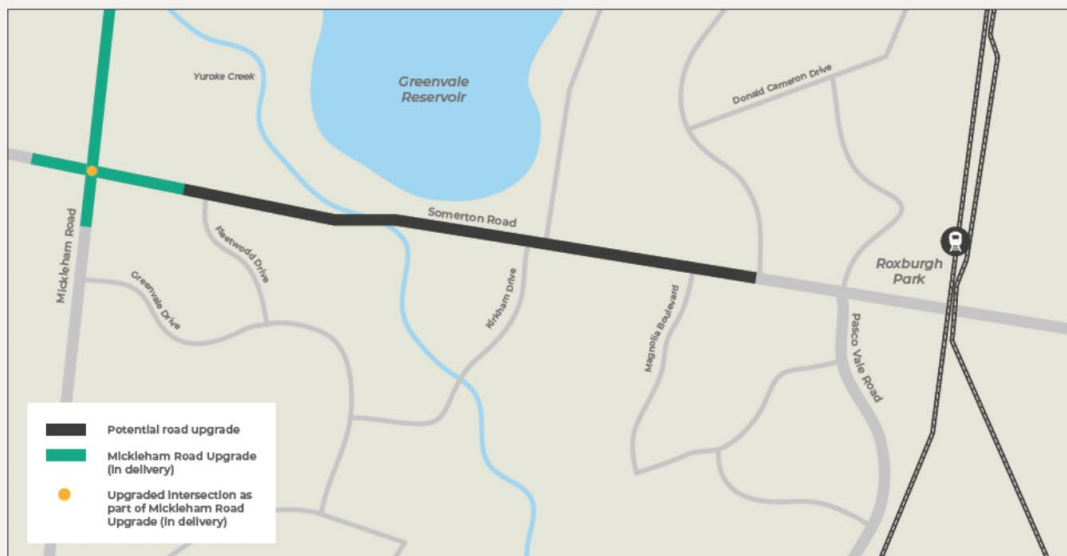 Yuroke Creek
Greenvale
Reservoir
Donald Cameron Drive
Somerton Road
Mickleham Road
Fleetwodd Drive
Greenvale Drive
Kirkham Drive
Magnolia Boulevard
Roxburgh
Park
Pasco Vale Road
Potential road upgrade
Mickleham Road Upgrade
(in delivery)
Upgraded intersection as
part of Mickleham Road
Upgrade (in delivery)